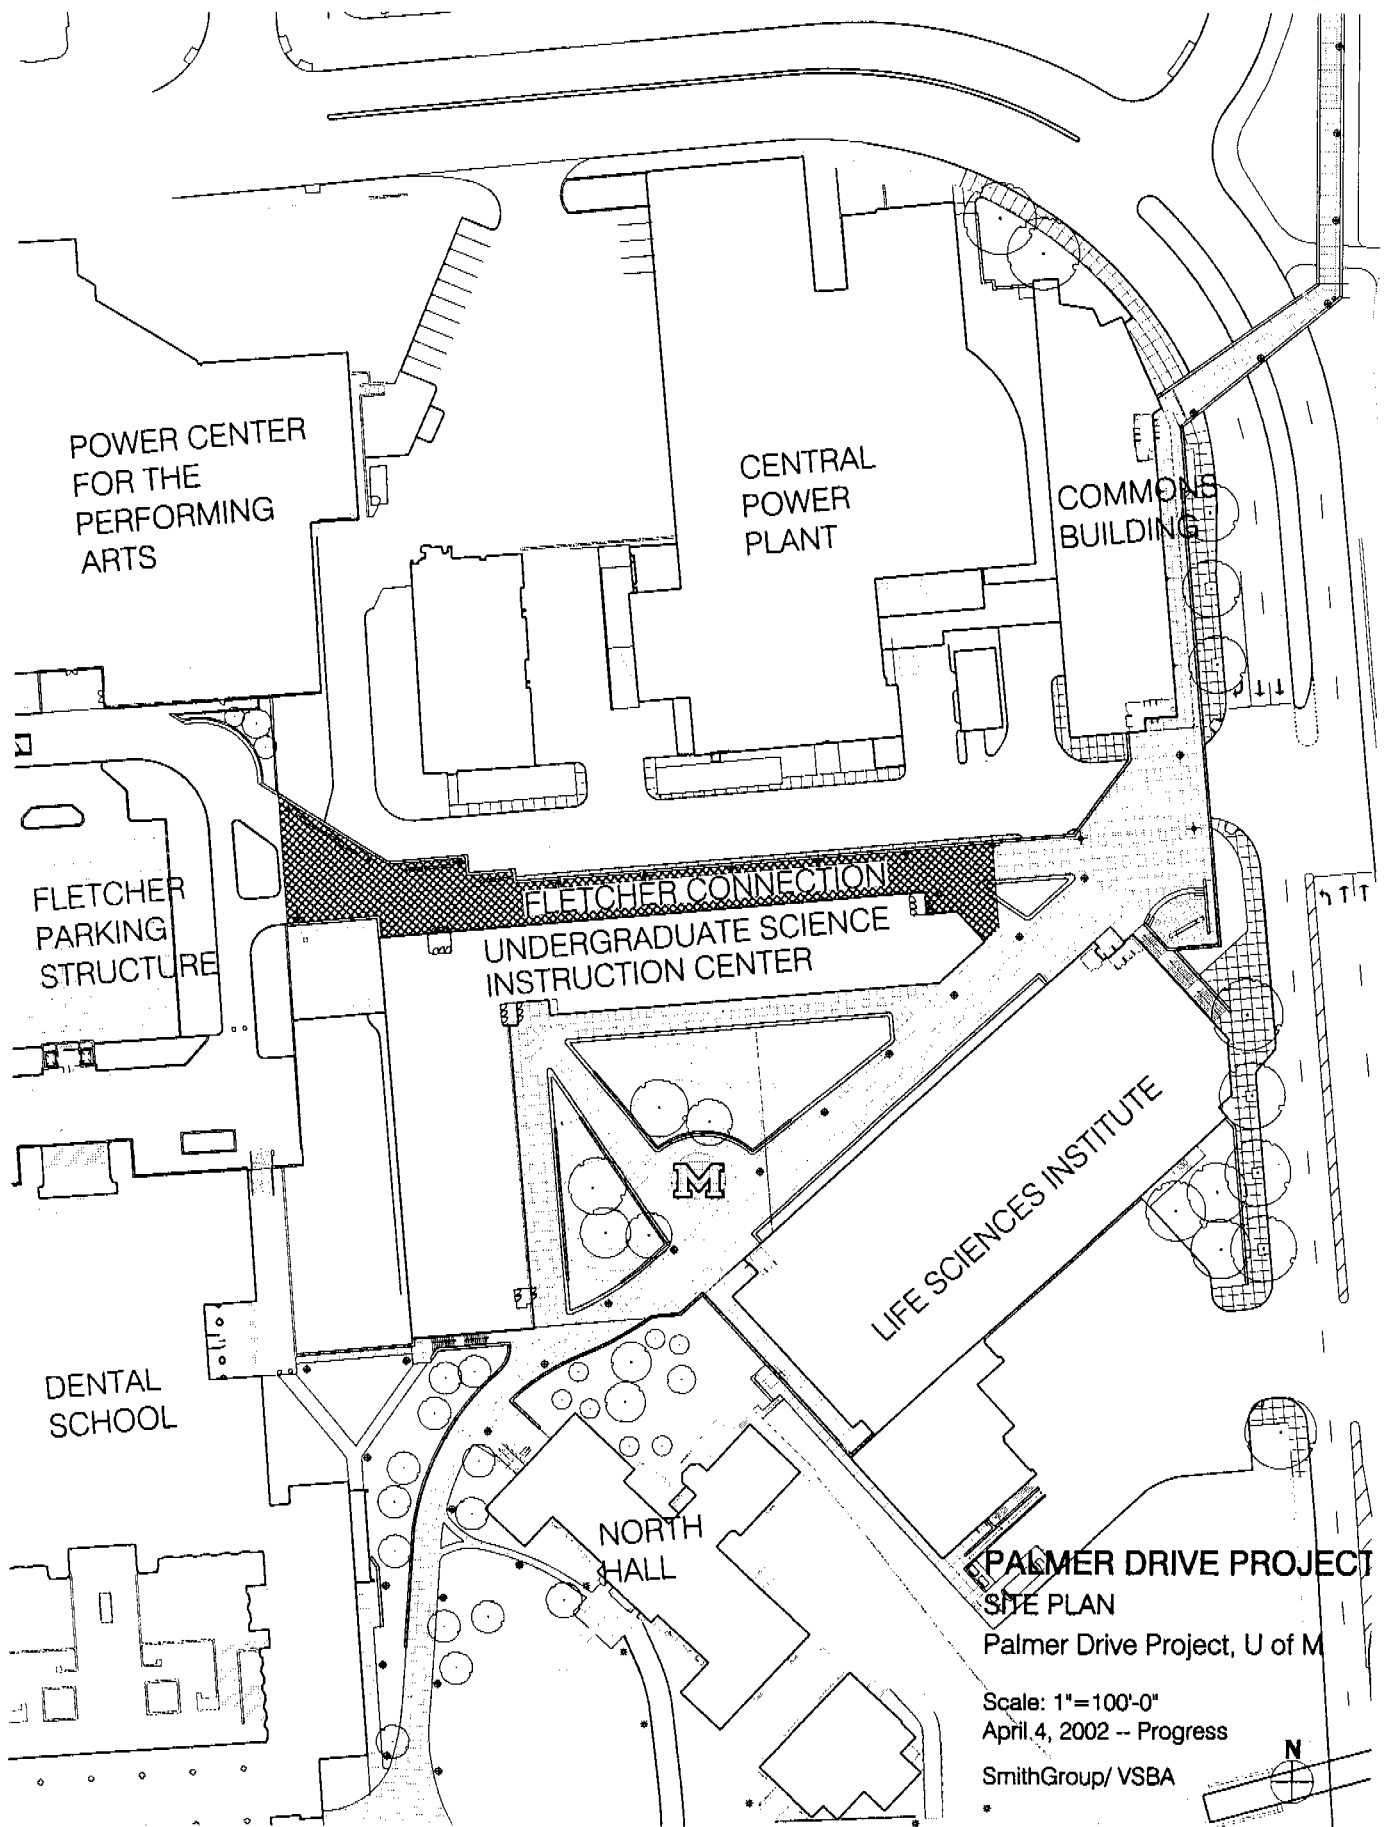 POWER CENTER
FOR THE
PERFORMING
ARTS
CENTRAL
POWER
PLANT
COMMONS
BUILDING
FLETCHER
PARKING
STRUCTURE
FLETCHER CONNECTION
UNDERGRADUATE SCIENCE
INSTRUCTION CENTER
M
LIFE SCIENCES INSTITUTE
DENTAL
SCHOOL
NORTH
HALL
PALMER DRIVE PROJECT
SITE PLAN
Palmer Drive Project, U of M
Scale: 1"=100'-0"
April 4, 2002 -- Progress
SmithGroup/ VSBA
N